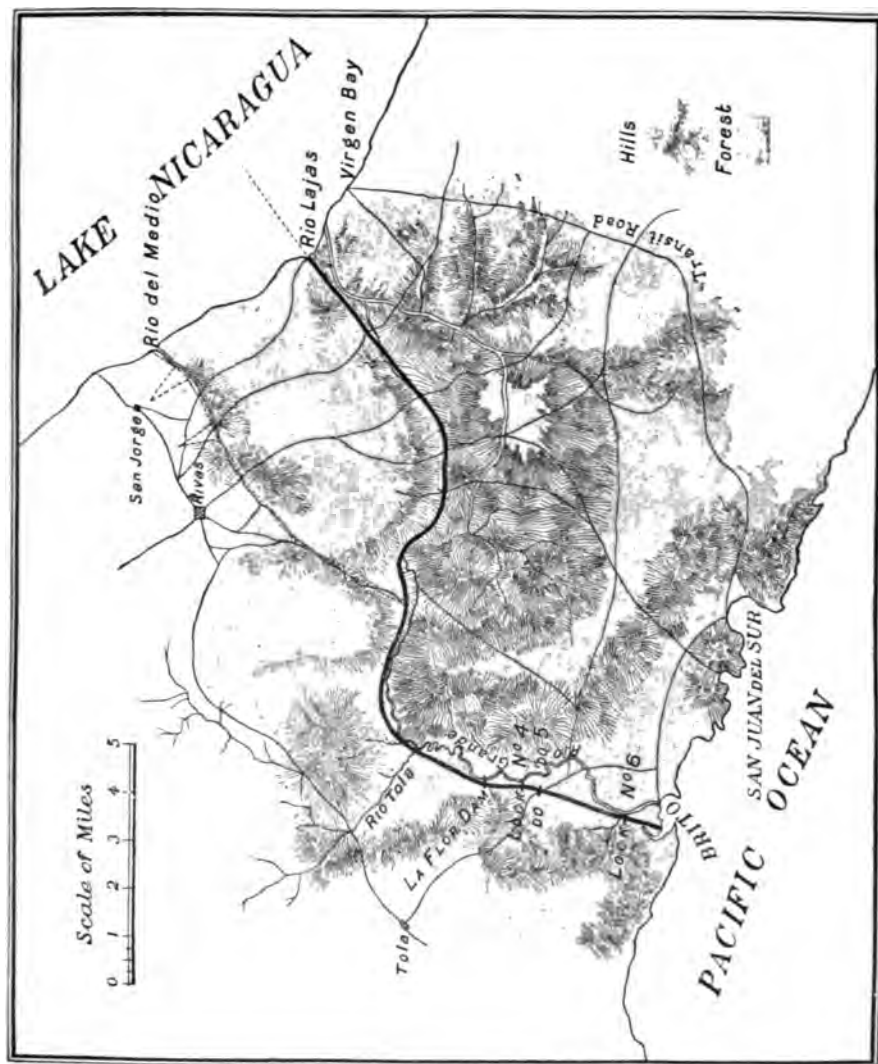 LAKE NICARAGUA
Rio del Medio
Rio Lajas
Virgen Bay
San Jorge
Rivas
Hills
Forest
Transit Road
Scale of Miles
0 1 2 3 4 5
Rio Tola
Tola
LA FLOR DAM
Rio Grande
LOCK No 4
DO DO 5
LOCK No 6
BRITO
SAN JUAN DEL SUR
PACIFIC OCEAN